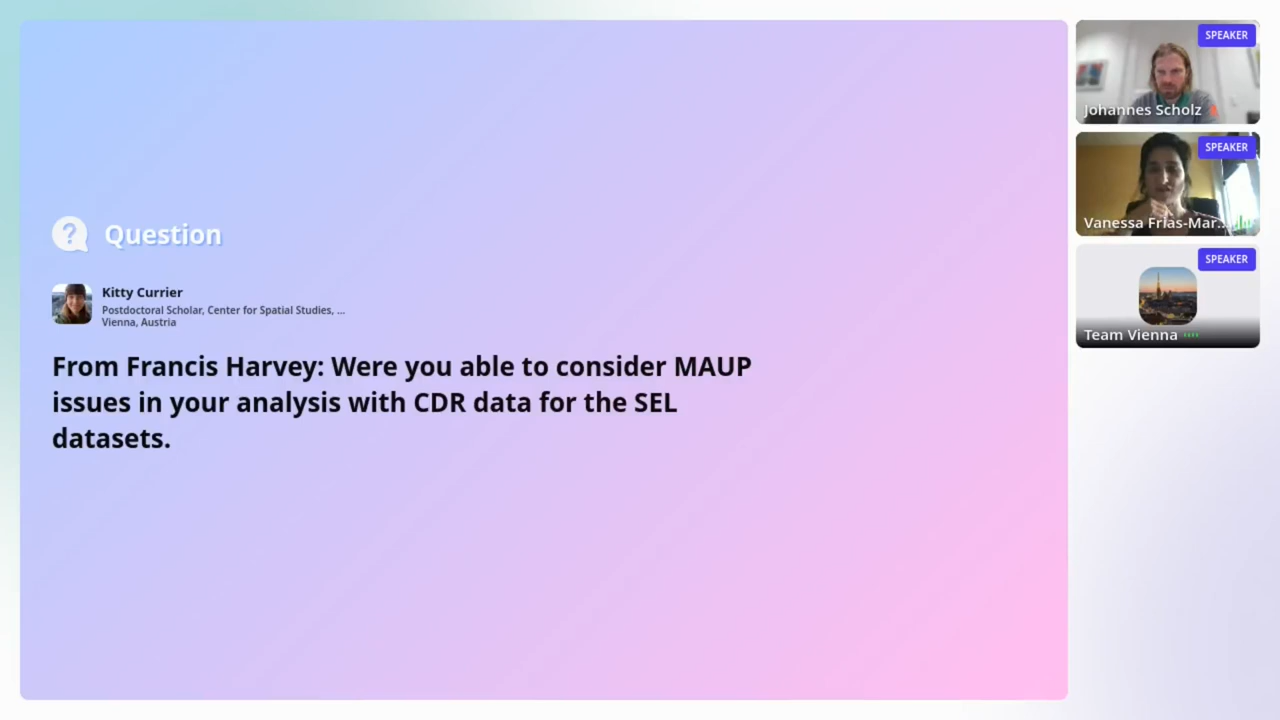 Question
Kitty Currier
Postdoctoral Scholar, Center for Spatial Studies, ...
Vienna, Austria
From Francis Harvey: Were you able to consider MAUP
issues in your analysis with CDR data for the SEL
datasets.
SPEAKER
Johannes Scholz
SPEAKER
Vanessa Frías-Mar...
SPEAKER
Team Vienna